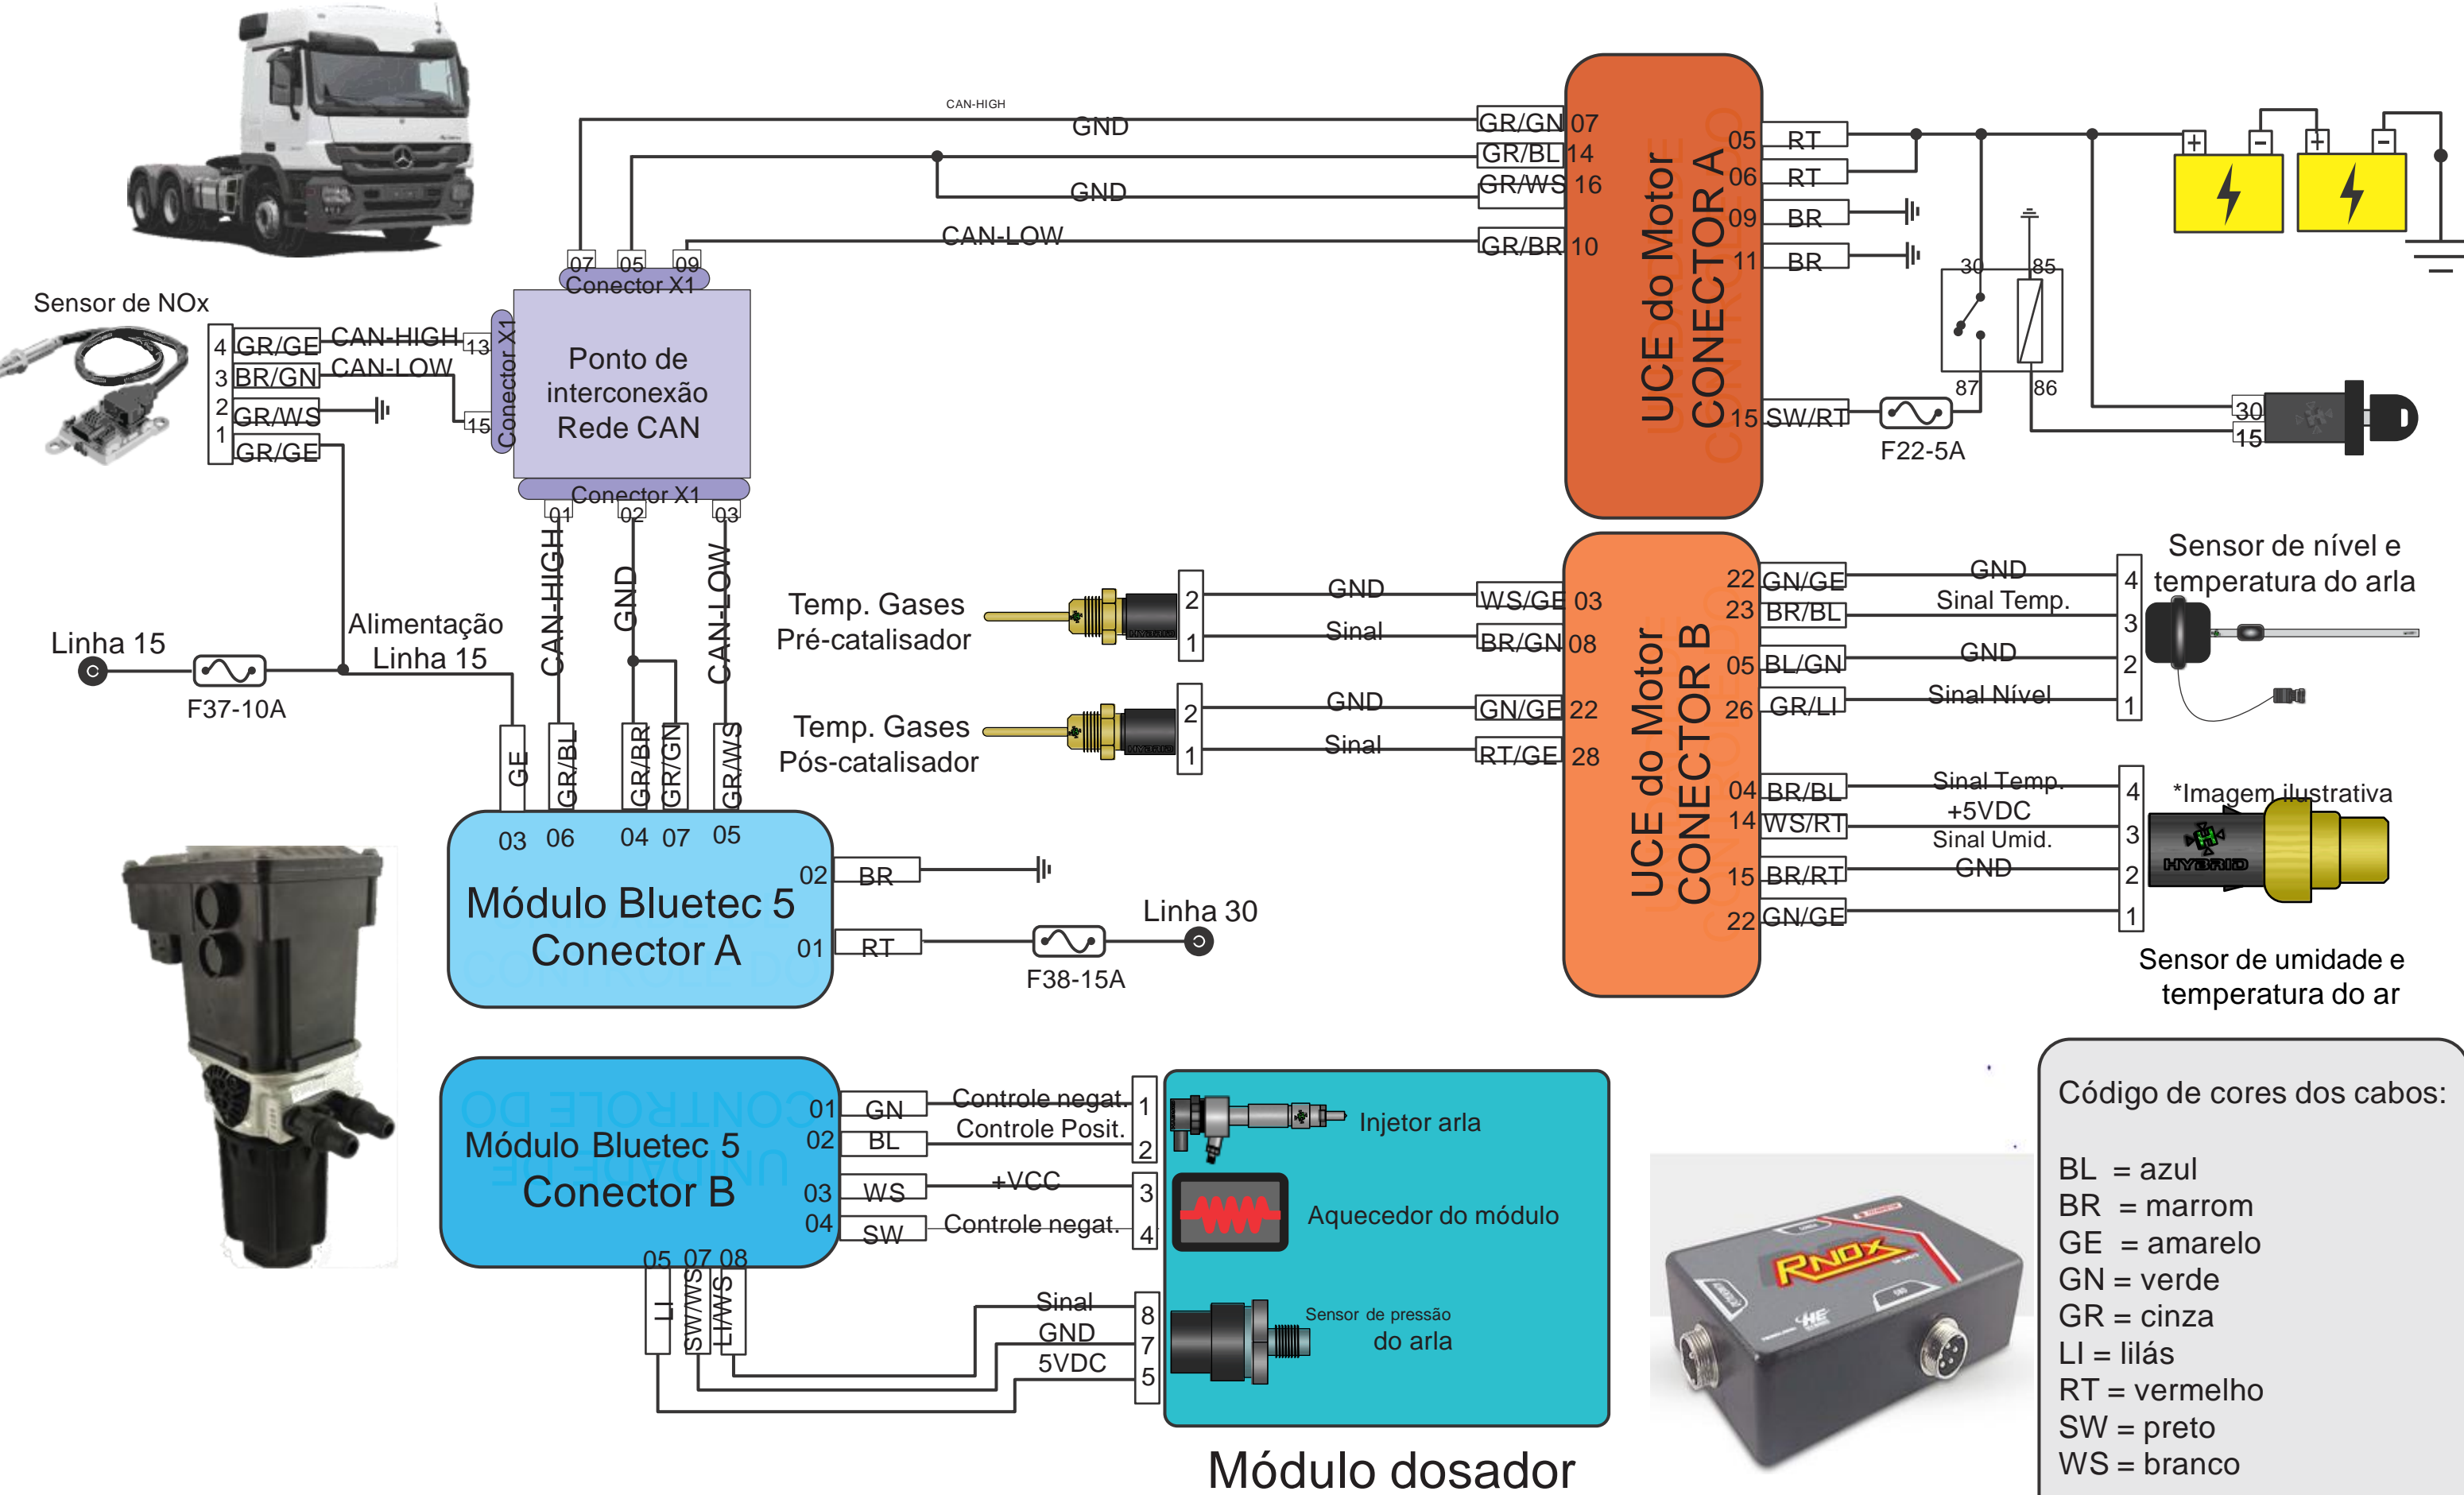 CAN-HIGH
GND
GR/GN 07
GR/BL 14
GND
GR/WS 16
CAN-LOW
GR/BR 10
UCE do Motor
CONECTOR A
05 RT
06 RT
09 BR
11 BR
15 SW/RT
F22-5A
30
85
87
86
+
-
+
-
30
15
07
05
09
Conector X1
Sensor de NOx
4 GR/GE CAN-HIGH 13
3 BR/GN CAN-LOW
2 GR/WS
1 GR/GE
15
Conector X1
Ponto de
interconexão
Rede CAN
Conector X1
01
02
03
CAN-HIGH
GND
CAN-LOW
Linha 15
F37-10A
Alimentação
Linha 15
GE
GR/BL
GR/BR
GR/GN
GR/WS
03
06
04
07
05
Módulo Bluetec 5
Conector A
02 BR
01 RT
F38-15A
Linha 30
Temp. Gases
Pré-catalisador
2 GND WS/GE 03
1 Sinal BR/GN 08
Temp. Gases
Pós-catalisador
2 GND GN/GE 22
1 Sinal RT/GE 28
UCE do Motor
CONECTOR B
22 GN/GE GND 4
23 BR/BL Sinal Temp. 3
05 BL/GN GND 2
26 GR/LI Sinal Nível 1
Sensor de nível e
temperatura do arla
04 BR/BL Sinal Temp. 4
14 WS/RT +5VDC 3
Sinal Umid.
15 BR/RT GND 2
22 GN/GE 1
*Imagem ilustrativa
HYBRID
Sensor de umidade e
temperatura do ar
CONTROLE DO
UNIDADE DE
Módulo Bluetec 5
Conector B
01 GN Controle negat. 1
02 BL Controle Posit. 2
03 WS +VCC 3
04 SW Controle negat. 4
05
07
08
LI
SW/WS
LI/WS
Sinal 8
GND 7
5VDC 5
Injetor arla
Aquecedor do módulo
Sensor de pressão
do arla
Módulo dosador
RNOX
HE
Código de cores dos cabos:
BL = azul
BR = marrom
GE = amarelo
GN = verde
GR = cinza
LI = lilás
RT = vermelho
SW = preto
WS = branco